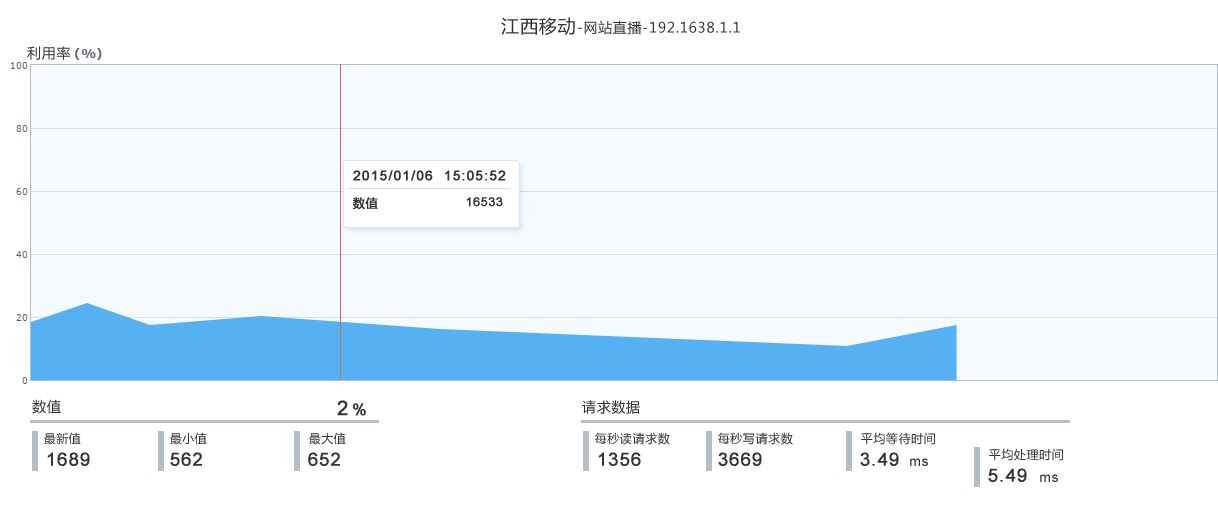 江西移动-网站直播-192.1638.1.1
利用率(%)
100
80
60
40
20
0
2015/01/06 15:05:52
数值 16533
数值 2%
最新值 最小值 最大值
1689 562 652
请求数据
每秒读请求数 每秒写请求数 平均等待时间 平均处理时间
1356 3669 3.49 ms 5.49 ms